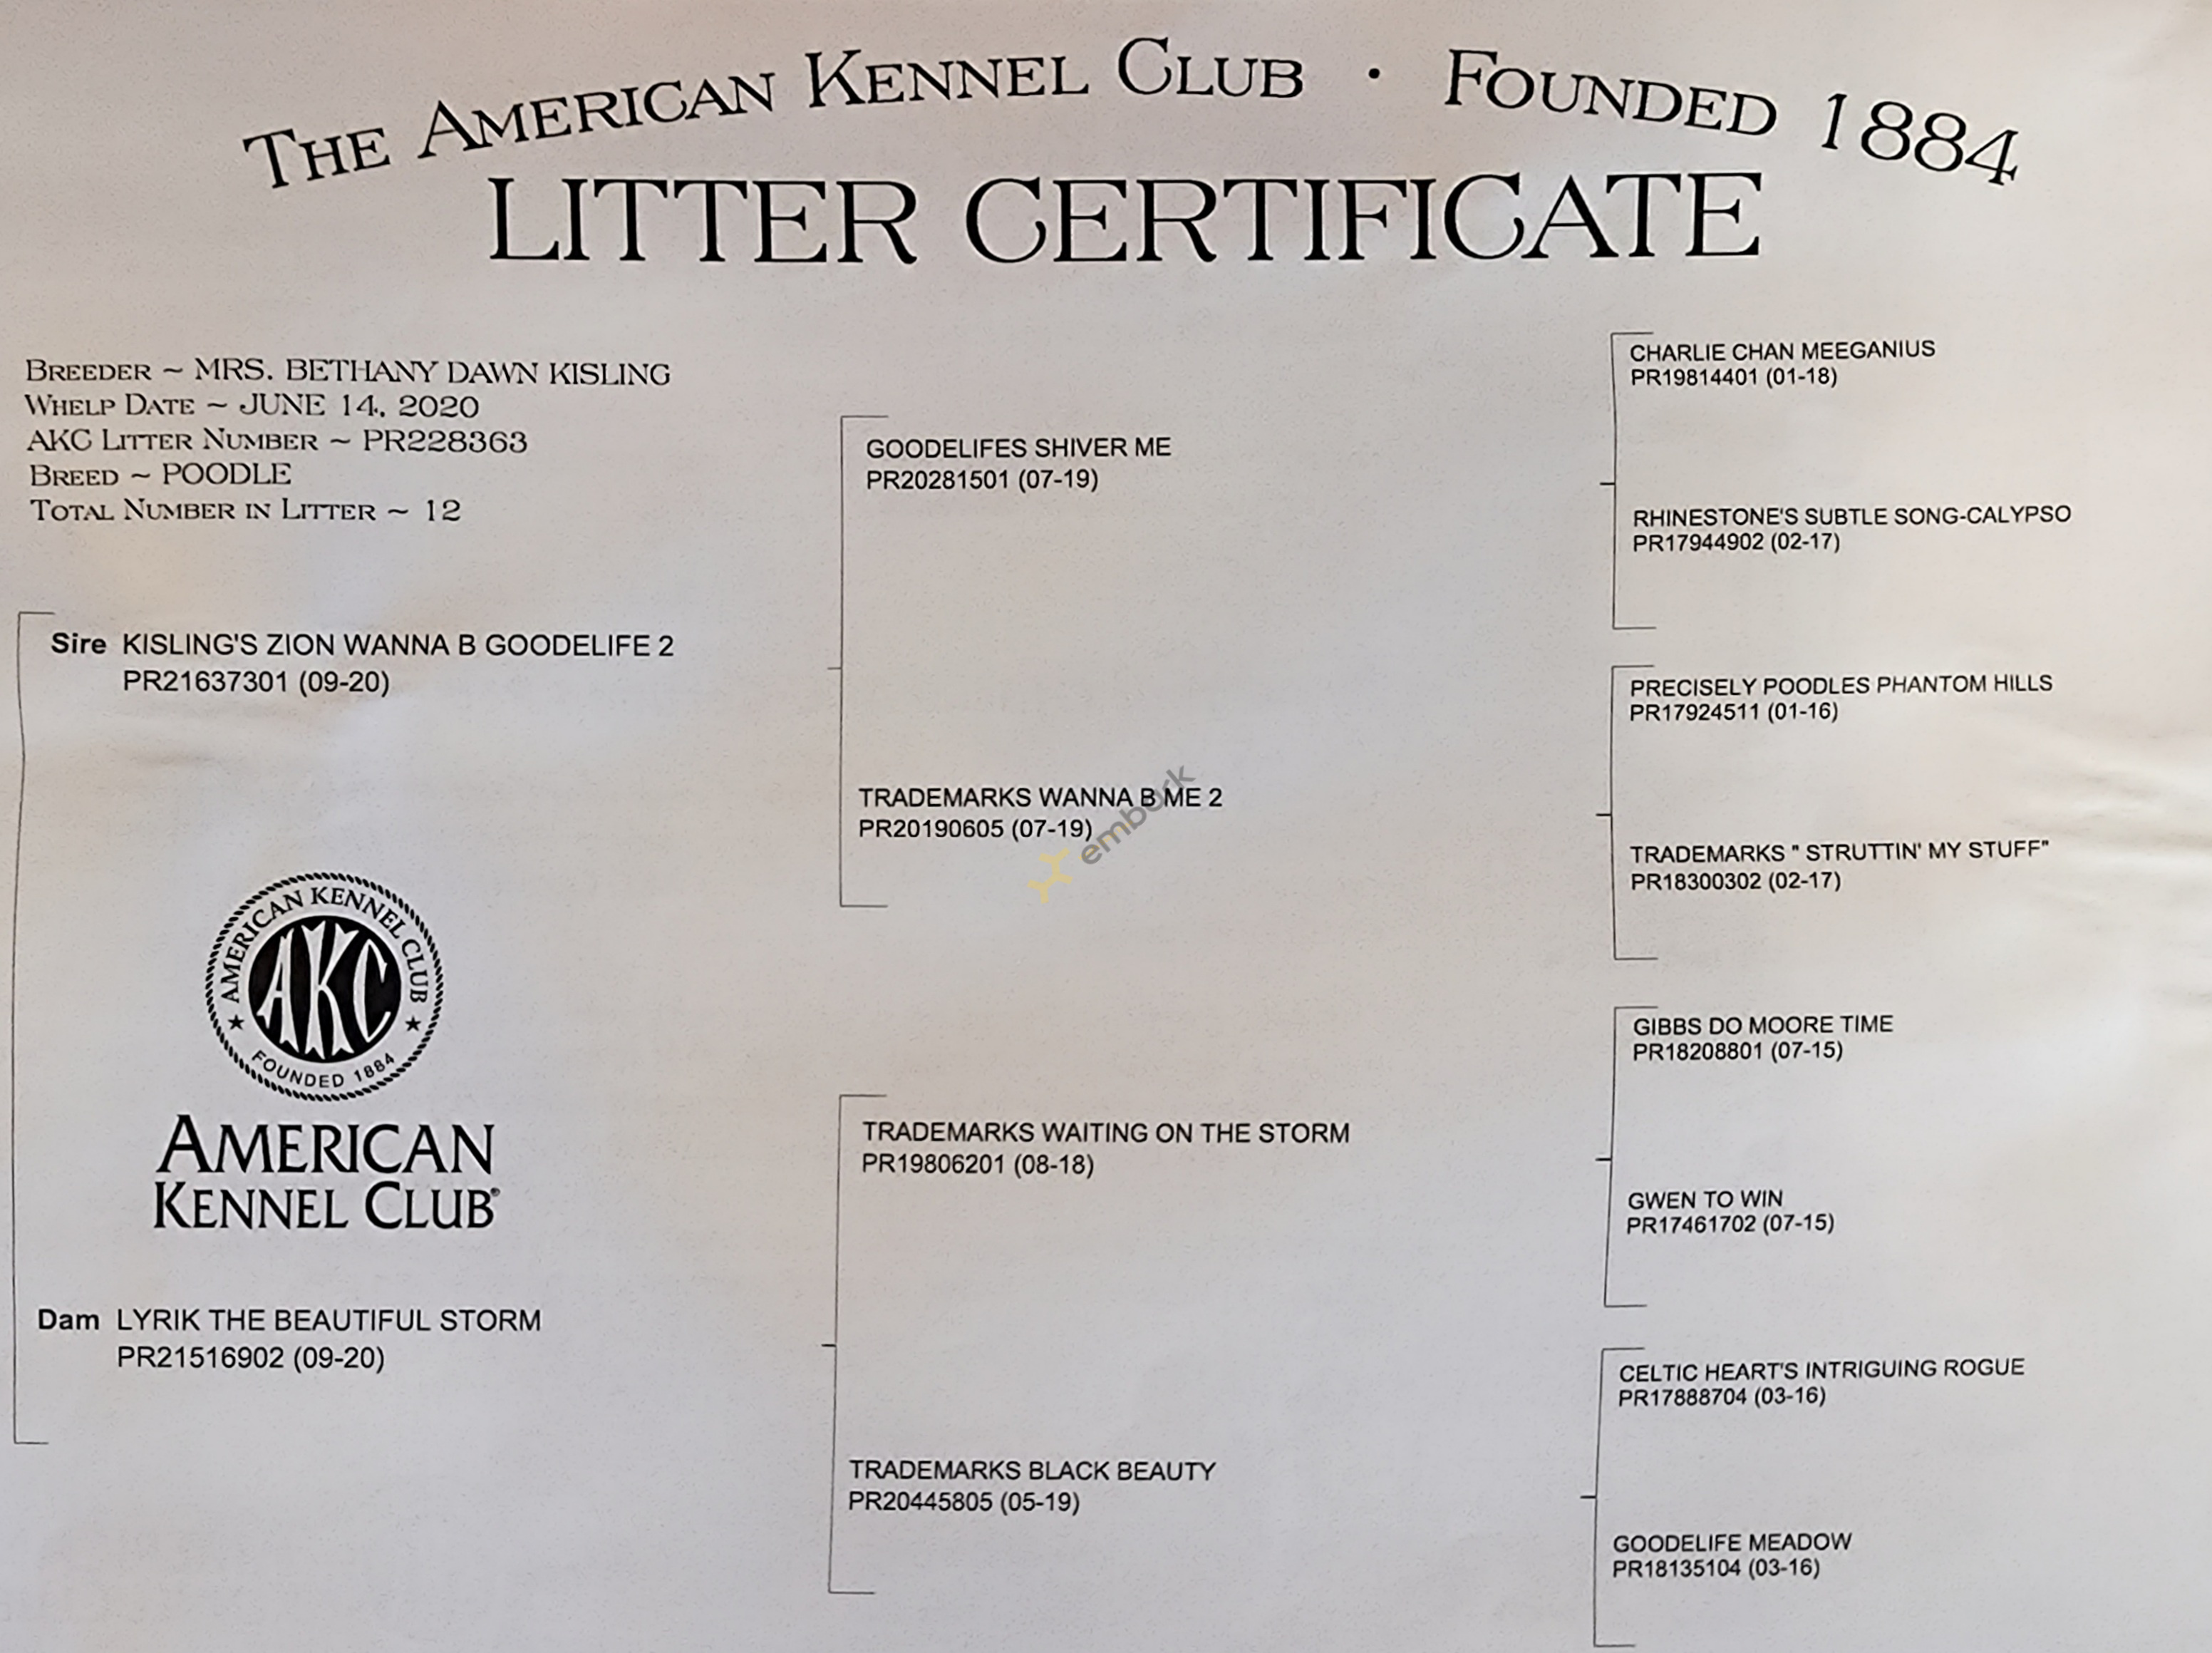 THE AMERICAN KENNEL CLUB · FOUNDED 1884
LITTER CERTIFICATE
BREEDER ~ MRS. BETHANY DAWN KISLING
WHELP DATE ~ JUNE 14, 2020
AKC LITTER NUMBER ~ PR228363
BREED ~ POODLE
TOTAL NUMBER IN LITTER ~ 12
Sire KISLING'S ZION WANNA B GOODELIFE 2
PR21637301 (09-20)
AMERICAN KENNEL CLUB
AKC
FOUNDED 1884
AMERICAN
KENNEL CLUB®
Dam LYRIK THE BEAUTIFUL STORM
PR21516902 (09-20)
GOODELIFES SHIVER ME
PR20281501 (07-19)
TRADEMARKS WANNA B ME 2
PR20190605 (07-19)
embark
TRADEMARKS WAITING ON THE STORM
PR19806201 (08-18)
TRADEMARKS BLACK BEAUTY
PR20445805 (05-19)
CHARLIE CHAN MEEGANIUS
PR19814401 (01-18)
RHINESTONE'S SUBTLE SONG-CALYPSO
PR17944902 (02-17)
PRECISELY POODLES PHANTOM HILLS
PR17924511 (01-16)
TRADEMARKS " STRUTTIN' MY STUFF"
PR18300302 (02-17)
GIBBS DO MOORE TIME
PR18208801 (07-15)
GWEN TO WIN
PR17461702 (07-15)
CELTIC HEART'S INTRIGUING ROGUE
PR17888704 (03-16)
GOODELIFE MEADOW
PR18135104 (03-16)